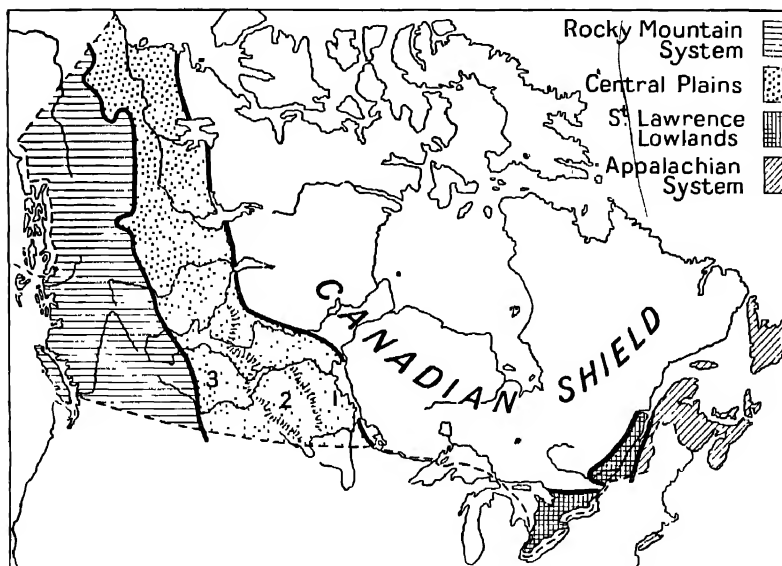 Rocky Mountain
System
Central Plains
St. Lawrence
Lowlands
Appalachian
System
CANADIAN SHIELD
3
2
1